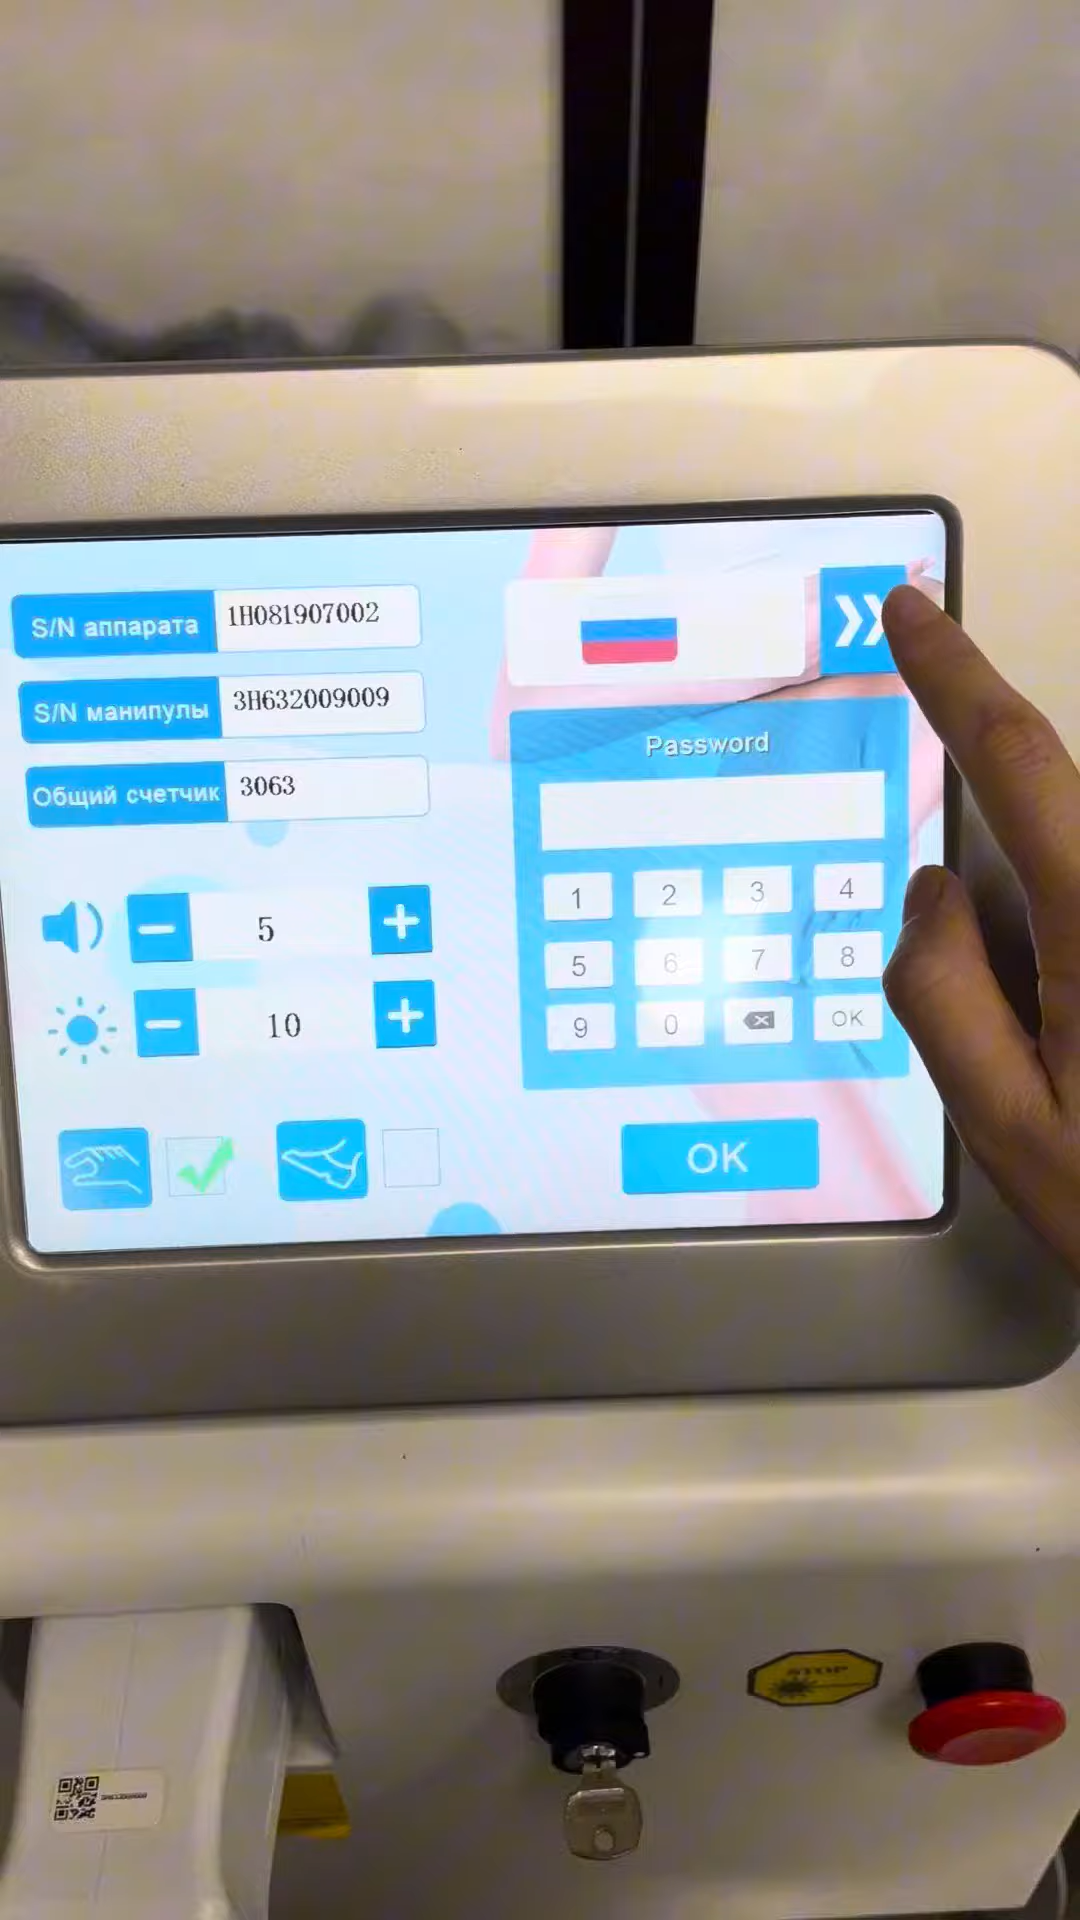 S/N аппарата 1H081907002
S/N манипулы 3H632009009
Общий счетчик 3063
5
10
Password
1 2 3 4
5 6 7 8
9 0 OK
OK
STOP